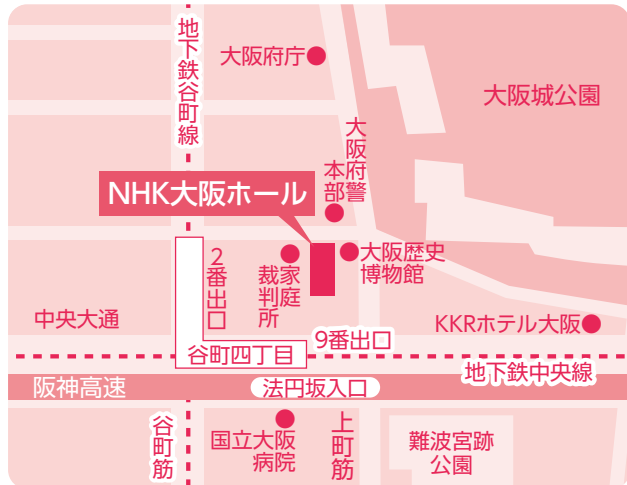 地下鉄谷町線
大阪府庁
大阪城公園
大阪府警
本部
NHK大阪ホール
2番出口
家庭
裁判所
大阪歴史
博物館
中央大通
9番出口
KKRホテル大阪
谷町四丁目
地下鉄中央線
阪神高速
法円坂入口
谷町筋
国立大阪
病院
上町筋
難波宮跡
公園